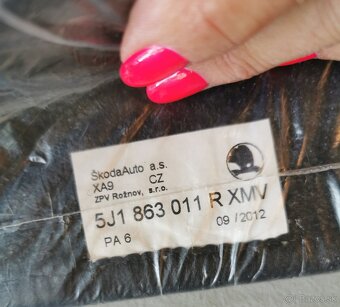 ŠkodaAuto a.s.
XA9 CZ
ZPV Rožnov, s.r.o.
5J1 863 011 R XMV
PA 6 09/2012